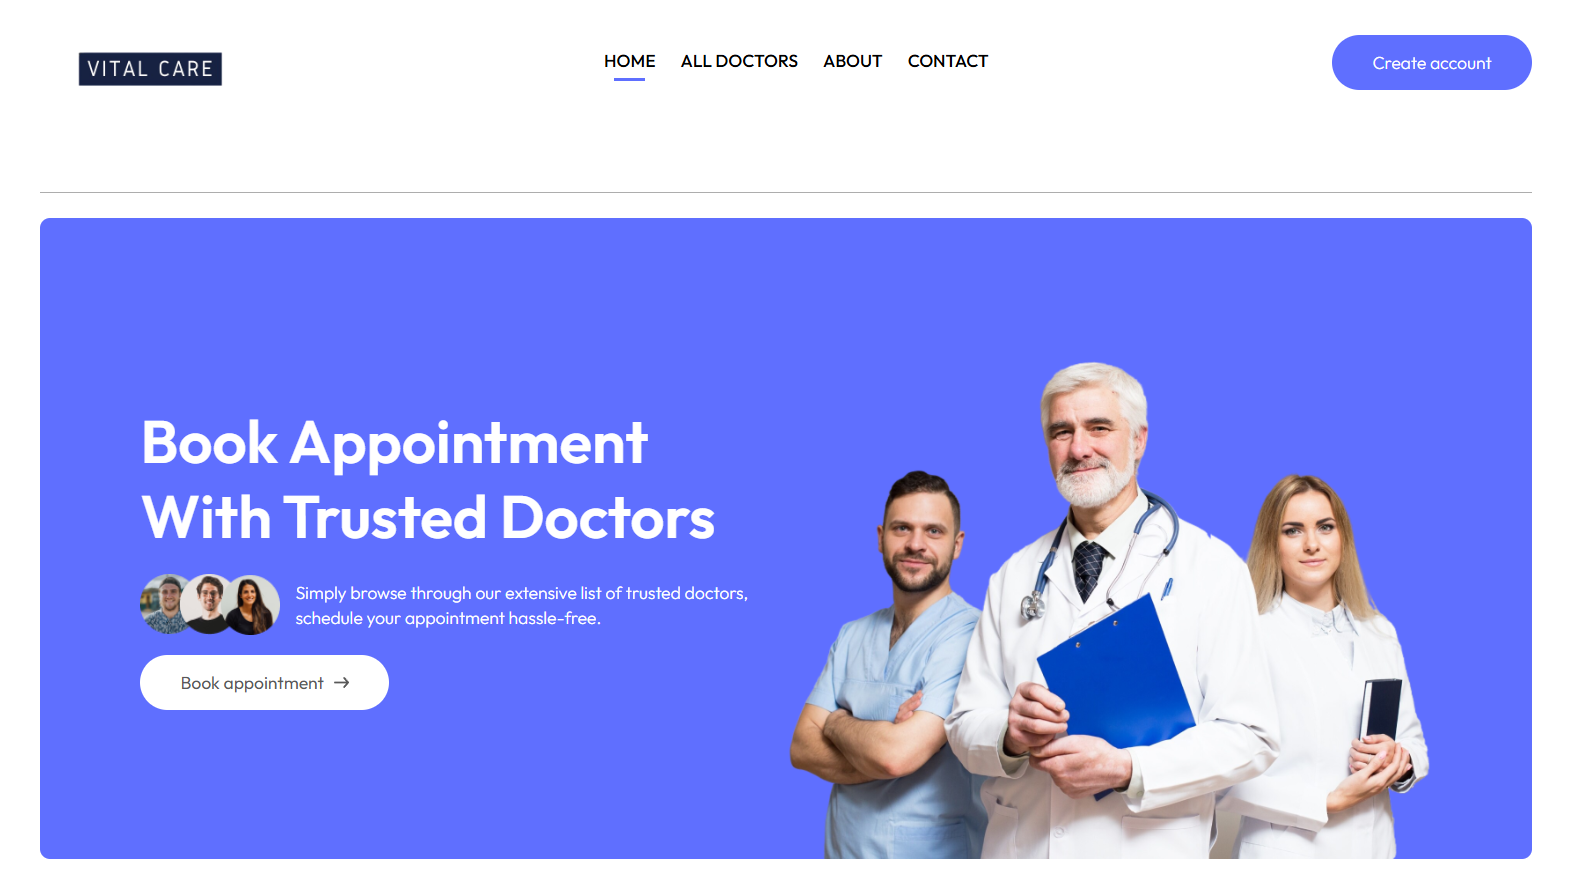 VITAL CARE
HOME ALL DOCTORS ABOUT CONTACT
Create account
Book Appointment
With Trusted Doctors
Simply browse through our extensive list of trusted doctors,
schedule your appointment hassle-free.
Book appointment →